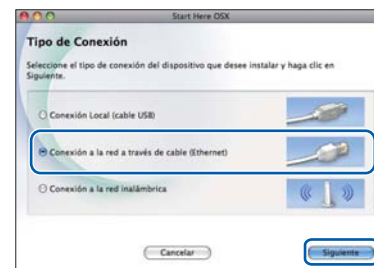 Start Here OSX
Tipo de Conexión
Seleccione el tipo de conexión del dispositivo que desee instalar y haga clic en
Siguiente.
Conexión Local (cable USB)
Conexión a la red a través de cable (Ethernet)
Conexión a la red inalámbrica
Cancelar
Siguiente